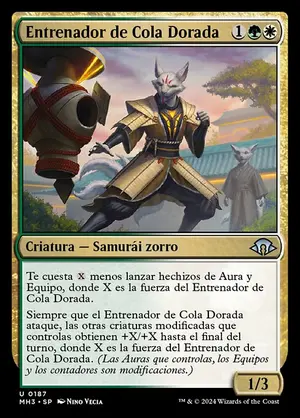 Entrenador de Cola Dorada 1
Criatura — Samurái zorro
Te cuesta X menos lanzar hechizos de Aura y
Equipo, donde X es la fuerza del Entrenador de
Cola Dorada.
Siempre que el Entrenador de Cola Dorada
ataque, las otras criaturas modificadas que
controlas obtienen +X/+X hasta el final del
turno, donde X es la fuerza del Entrenador de
Cola Dorada. (Las Auras que controlas, los Equipos
y los contadores son modificaciones.)
1/3
U 0187
MH3 • SP NINO VECIA
™ & © 2024 Wizards of the Coast